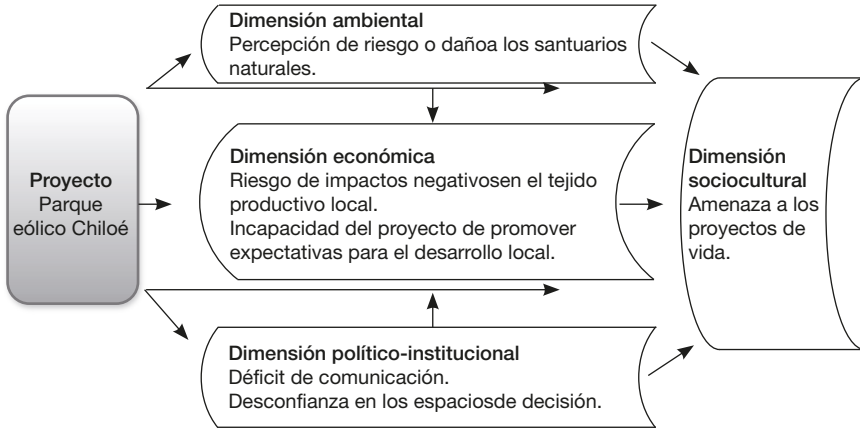 Dimensión ambiental
Percepción de riesgo o dañoa los santuarios
naturales.
Proyecto
Parque
eólico Chiloé
Dimensión económica
Riesgo de impactos negativosen el tejido
productivo local.
Incapacidad del proyecto de promover
expectativas para el desarrollo local.
Dimensión político-institucional
Déficit de comunicación.
Desconfianza en los espaciosde decisión.
Dimensión
sociocultural
Amenaza a los
proyectos de
vida.